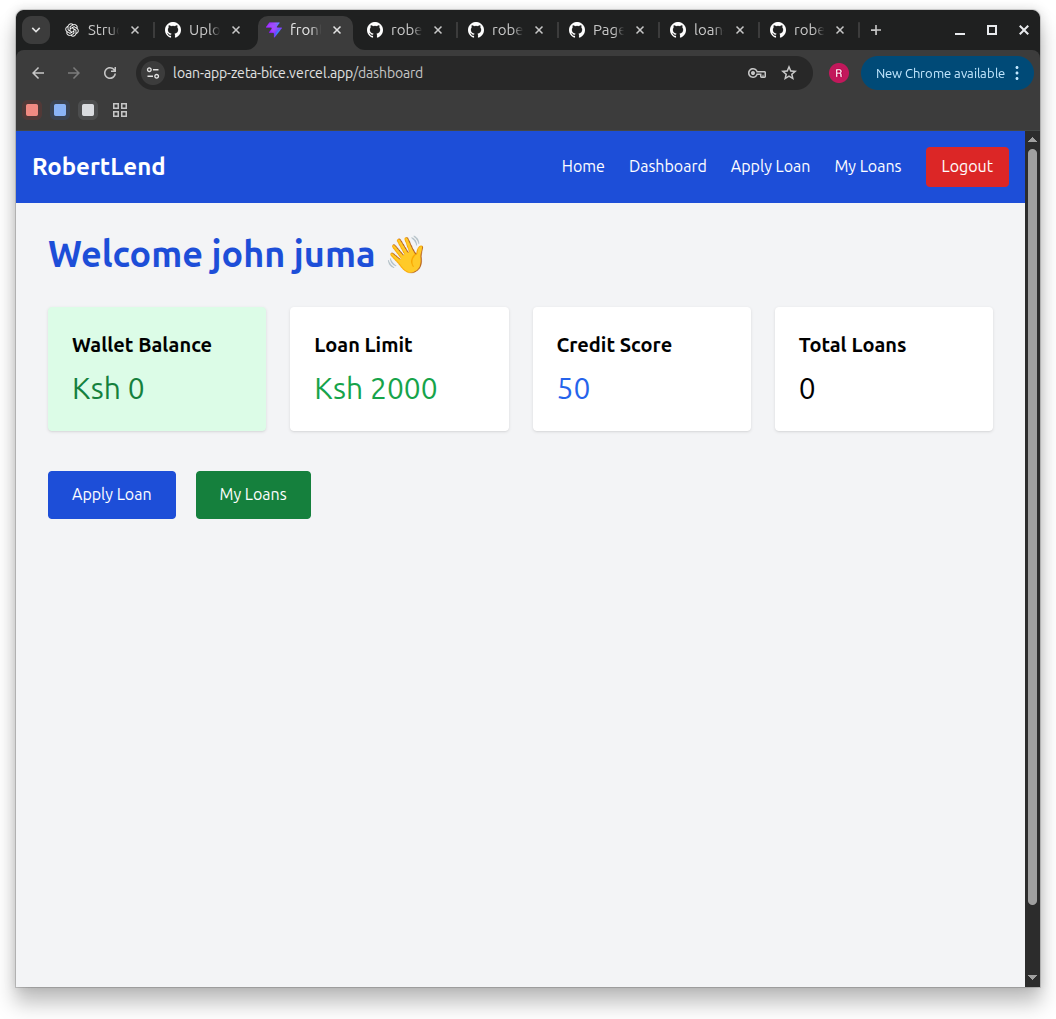 Stru
Uplo
fron
robe
robe
Page
loan
robe
loan-app-zeta-bice.vercel.app/dashboard
R
New Chrome available
RobertLend
Home
Dashboard
Apply Loan
My Loans
Logout
Welcome john juma 👋
Wallet Balance
Ksh 0
Loan Limit
Ksh 2000
Credit Score
50
Total Loans
0
Apply Loan
My Loans